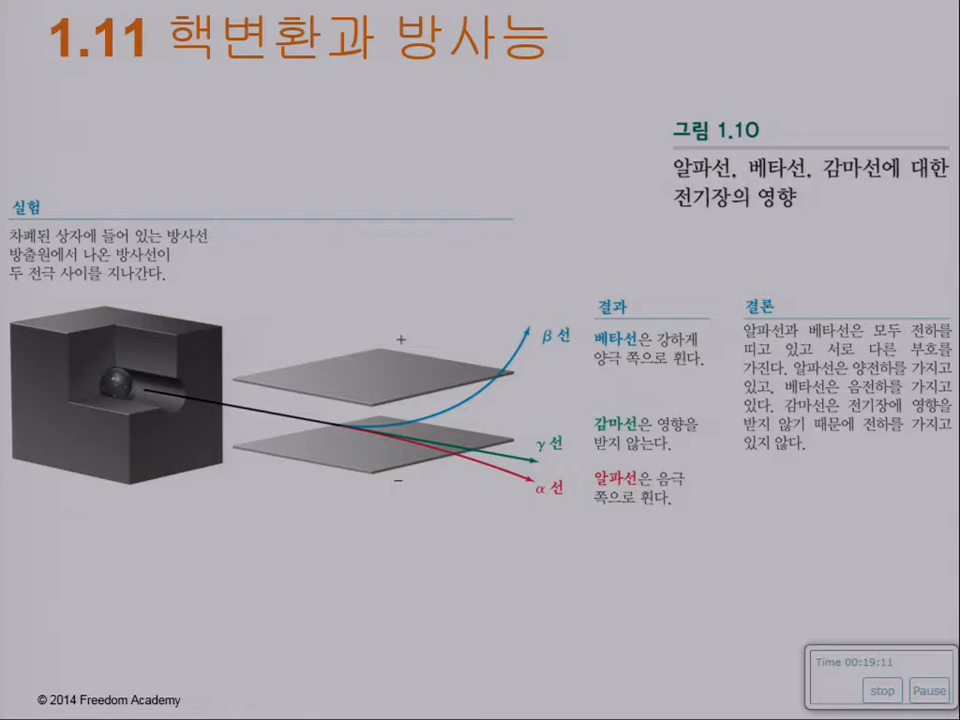 1.11 핵변환과 방사능
그림 1.10
알파선, 베타선, 감마선에 대한
전기장의 영향
실험
차폐된 상자에 들어 있는 방사선
방출원에서 나온 방사선이
두 전극 사이를 지나간다.
+
β 선
γ 선
α 선
−
결과
베타선은 강하게
양극 쪽으로 휜다.
감마선은 영향을
받지 않는다.
알파선은 음극
쪽으로 휜다.
결론
알파선과 베타선은 모두 전하를
띠고 있고 서로 다른 부호를
가진다. 알파선은 양전하를 가지고
있고, 베타선은 음전하를 가지고
있다. 감마선은 전기장에 영향을
받지 않기 때문에 전하를 가지고
있지 않다.
Time 00:19:11
stop
Pause
© 2014 Freedom Academy